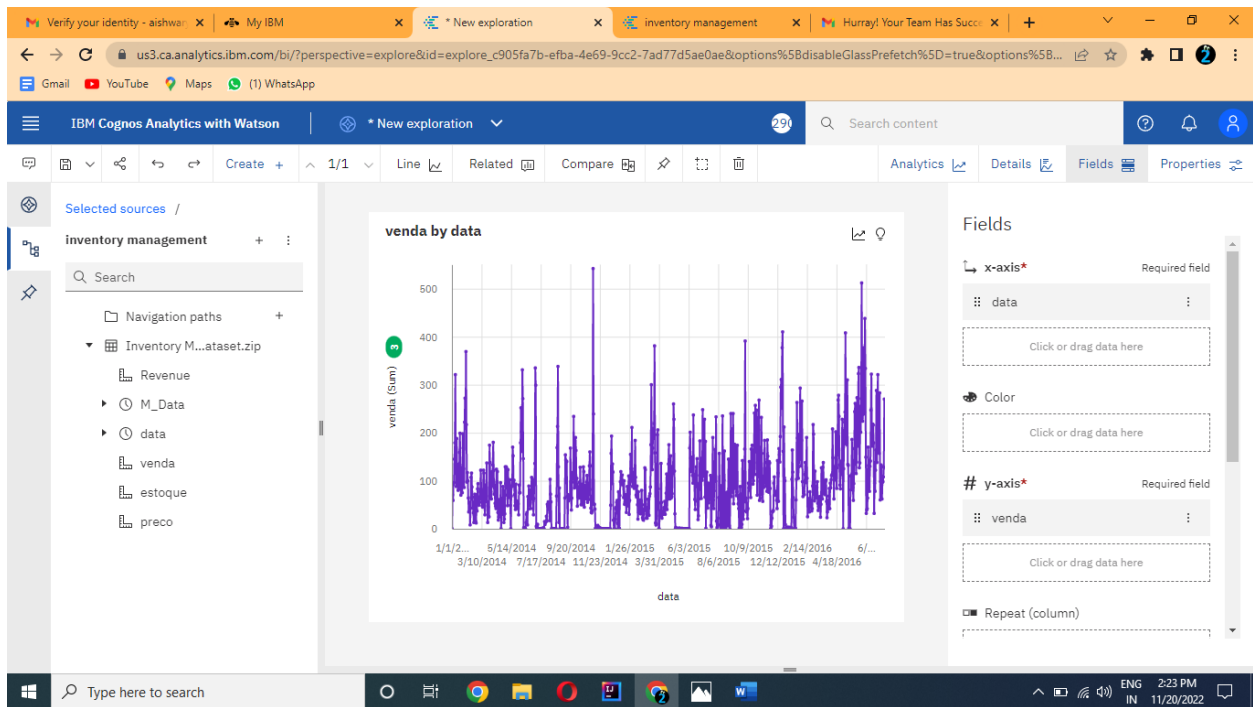 Verify your identity - aishwar
My IBM
* New exploration
inventory management
Hurray! Your Team Has Succe
us3.ca.analytics.ibm.com/bi/?perspective=explore&id=explore_c905fa7b-efba-4e69-9cc2-7ad77d5ae0ae&options%5BdisableGlassPrefetch%5D=true&options%5B...
Gmail YouTube Maps (1) WhatsApp
IBM Cognos Analytics with Watson
* New exploration
290
Search content
Create + 1/1 Line Related Compare Analytics Details Fields Properties
Selected sources /
inventory management
Search
Navigation paths
Inventory M...ataset.zip
Revenue
M_Data
data
venda
estoque
preco
venda by data
500
400
300
200
100
0
venda (Sum)
3
1/1/2... 5/14/2014 9/20/2014 1/26/2015 6/3/2015 10/9/2015 2/14/2016 6/...
3/10/2014 7/17/2014 11/23/2014 3/31/2015 8/6/2015 12/12/2015 4/18/2016
data
Fields
x-axis* Required field
data
Click or drag data here
Color
Click or drag data here
# y-axis* Required field
venda
Click or drag data here
Repeat (column)
Type here to search
ENG 2:23 PM
IN 11/20/2022